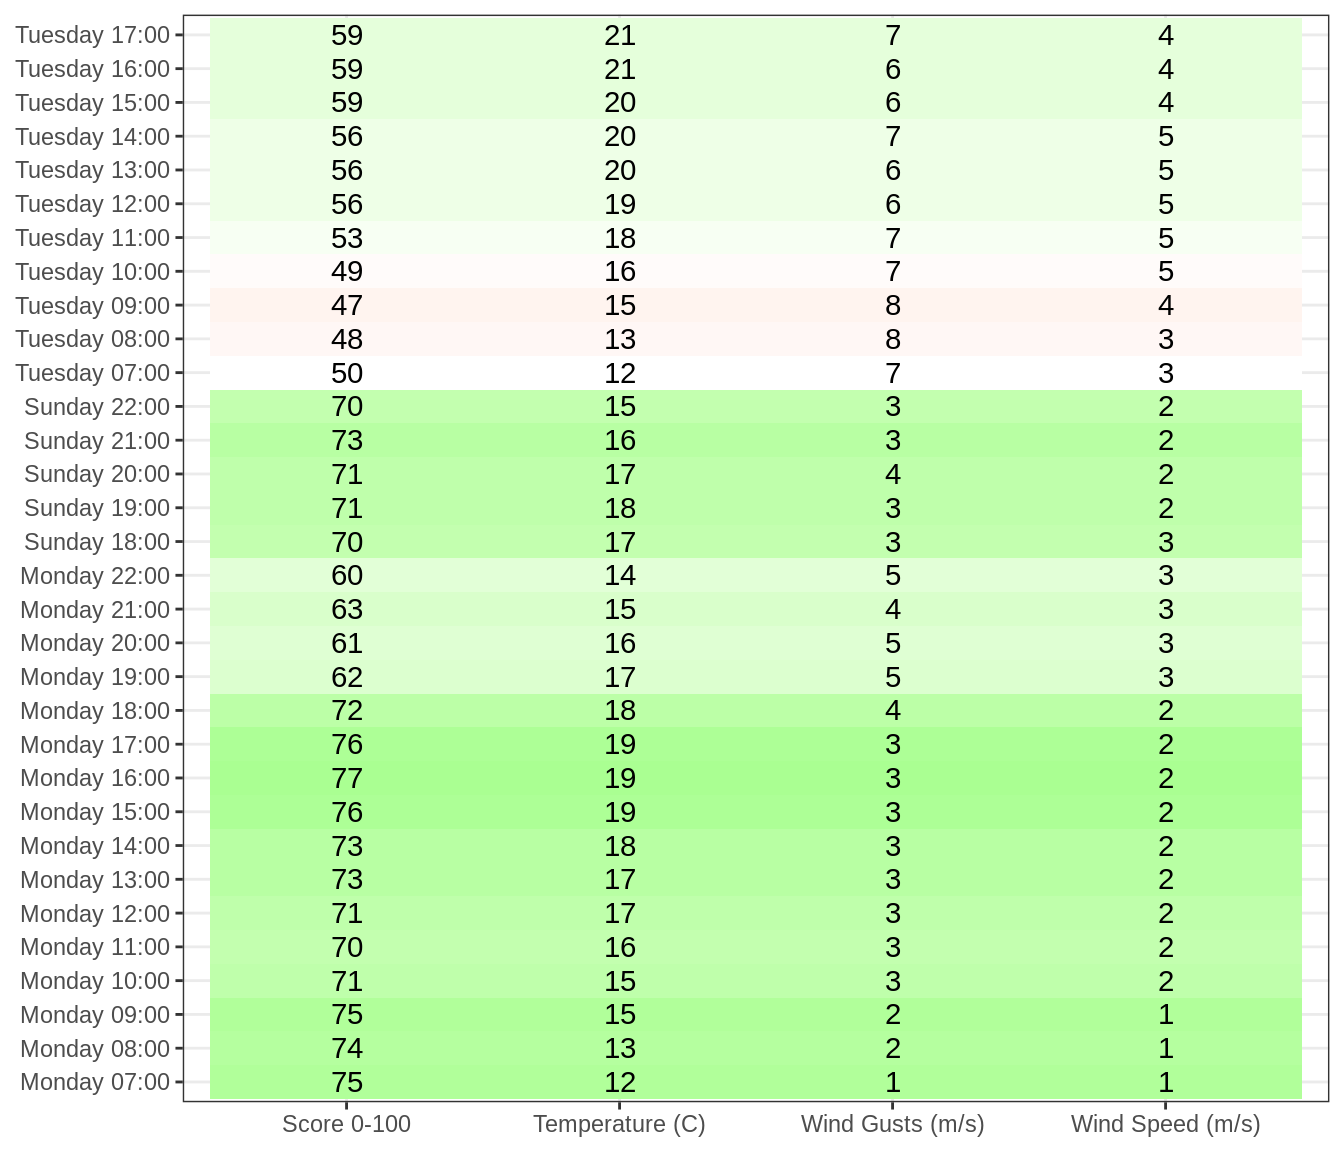 Tuesday 17:00 59 21 7 4
Tuesday 16:00 59 21 6 4
Tuesday 15:00 59 20 6 4
Tuesday 14:00 56 20 7 5
Tuesday 13:00 56 20 6 5
Tuesday 12:00 56 19 6 5
Tuesday 11:00 53 18 7 5
Tuesday 10:00 49 16 7 5
Tuesday 09:00 47 15 8 4
Tuesday 08:00 48 13 8 3
Tuesday 07:00 50 12 7 3
Sunday 22:00 70 15 3 2
Sunday 21:00 73 16 3 2
Sunday 20:00 71 17 4 2
Sunday 19:00 71 18 3 2
Sunday 18:00 70 17 3 3
Monday 22:00 60 14 5 3
Monday 21:00 63 15 4 3
Monday 20:00 61 16 5 3
Monday 19:00 62 17 5 3
Monday 18:00 72 18 4 2
Monday 17:00 76 19 3 2
Monday 16:00 77 19 3 2
Monday 15:00 76 19 3 2
Monday 14:00 73 18 3 2
Monday 13:00 73 17 3 2
Monday 12:00 71 17 3 2
Monday 11:00 70 16 3 2
Monday 10:00 71 15 3 2
Monday 09:00 75 15 2 1
Monday 08:00 74 13 2 1
Monday 07:00 75 12 1 1
Score 0-100 Temperature (C) Wind Gusts (m/s) Wind Speed (m/s)